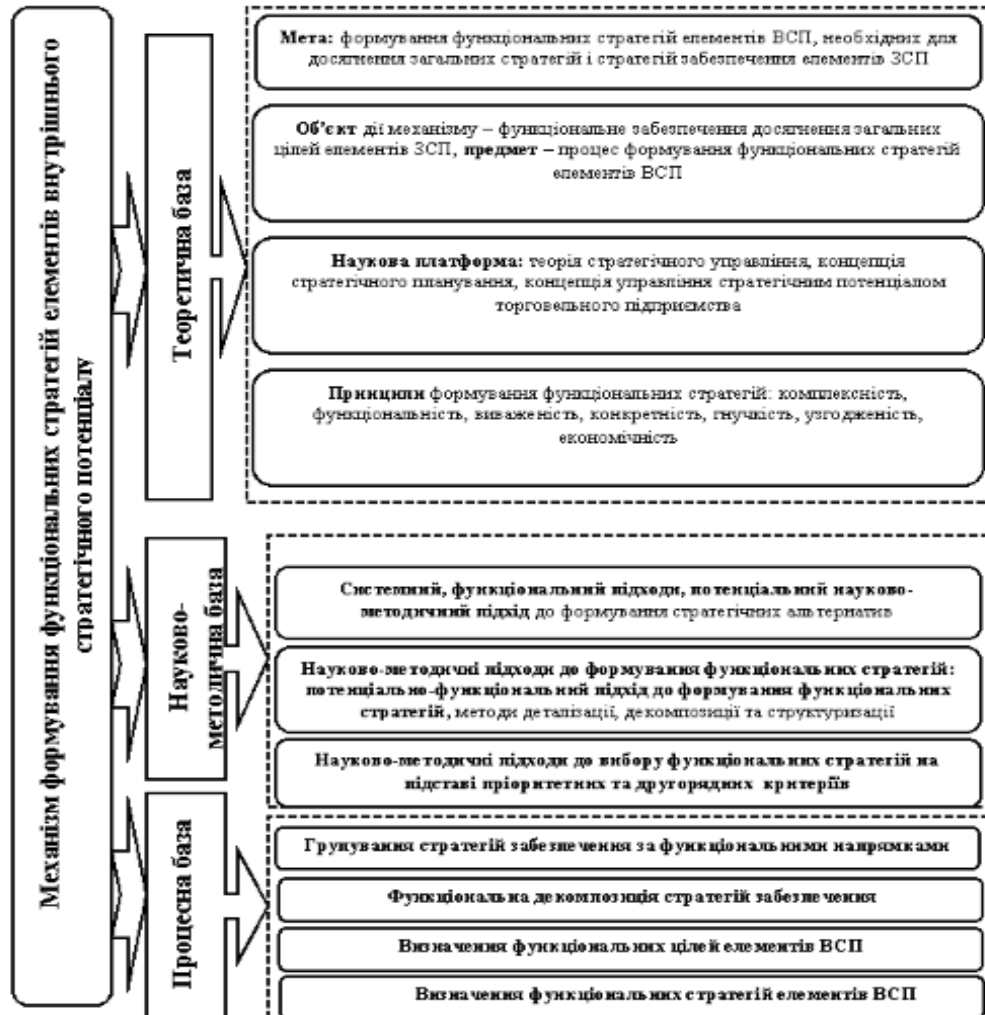 Механізм формування функціональних стратегій елементів внутрішнього
стратегічного потенціалу
Теоретична база
Мета: формування функціональних стратегій елементів ВСП, необхідних для
досягнення загальних стратегій і стратегій забезпечення елементів ЗСП
Об’єкт дії механізму – функціональне забезпечення досягнення загальних
цілей елементів ЗСП, предмет – процес формування функціональних стратегій
елементів ВСП
Наукова платформа: теорія стратегічного управління, концепція
стратегічного планування, концепція управління стратегічним потенціалом
торговельного підприємства
Принципи формування функціональних стратегій: комплексність,
функціональність, виваженість, конкретність, гнучкість, узгодженість,
економічність
Науково-
методична база
Системний, функціональний підходи, потенціальний науково-
методичний підхід до формування стратегічних альтернатив
Науково-методичні підходи до формування функціональних стратегій:
потенціально-функціональний підхід до формування функціональних
стратегій, методи деталізації, декомпозиції та структуризації
Науково-методичні підходи до вибору функціональних стратегій на
підставі пріоритетних та другорядних критеріїв
Процесна база
Групування стратегій забезпечення за функціональними напрямками
Функціональна декомпозиція стратегій забезпечення
Визначення функціональних цілей елементів ВСП
Визначення функціональних стратегій елементів ВСП